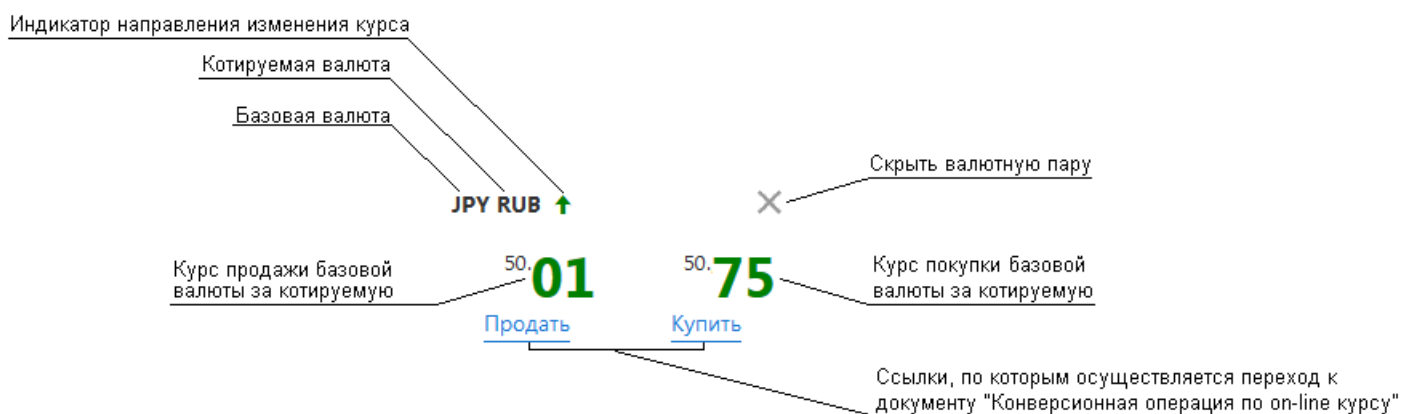 Индикатор направления изменения курса
Котируемая валюта
Базовая валюта
Скрыть валютную пару
JPY RUB
Курс продажи базовой
валюты за котируемую
50.01
50.75
Курс покупки базовой
валюты за котируемую
Продать
Купить
Ссылки, по которым осуществляется переход к
документу "Конверсионная операция по on-line курсу"